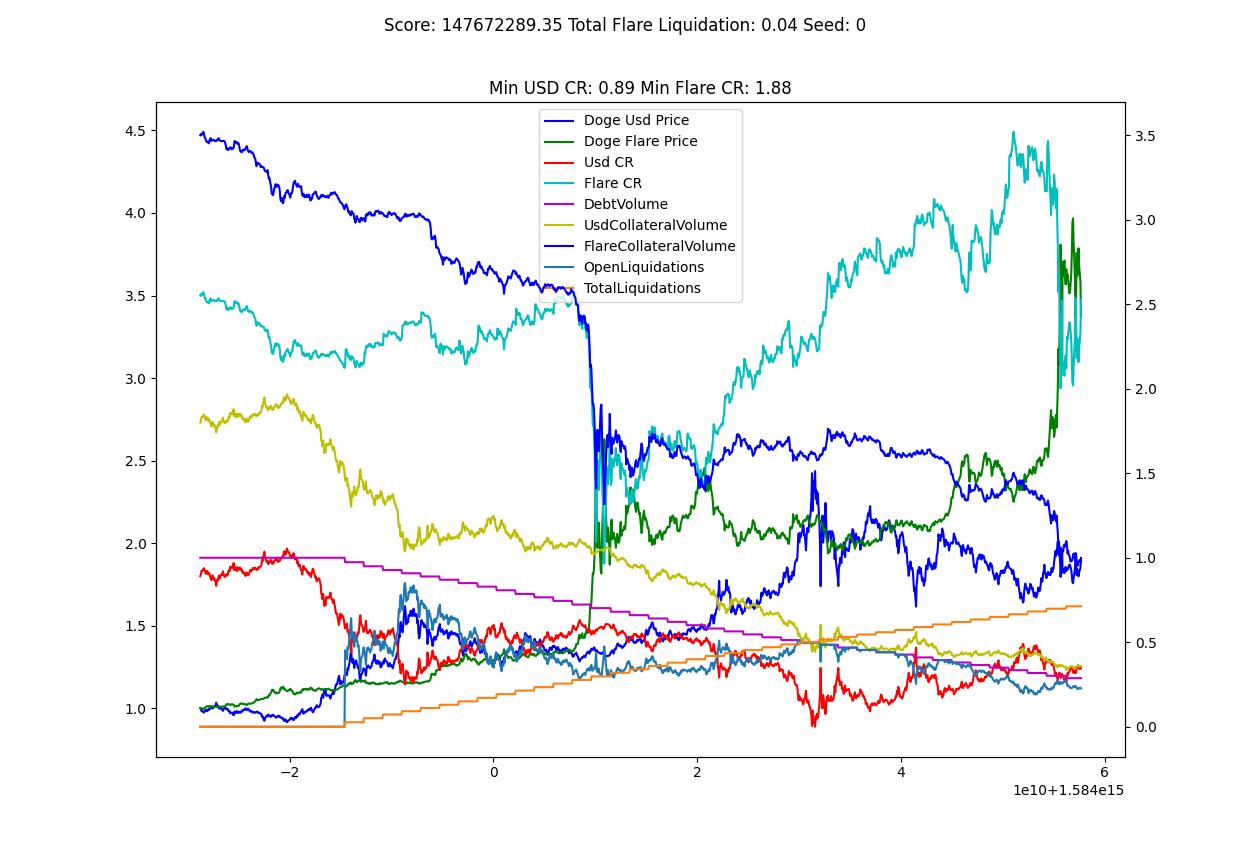 Score: 147672289.35 Total Flare Liquidation: 0.04 Seed: 0
Min USD CR: 0.89 Min Flare CR: 1.88
Doge Usd Price
Doge Flare Price
Usd CR
Flare CR
DebtVolume
UsdCollateralVolume
FlareCollateralVolume
OpenLiquidations
TotalLiquidations
4.5
4.0
3.5
3.0
2.5
2.0
1.5
1.0
3.5
3.0
2.5
2.0
1.5
1.0
0.5
0.0
−2 0 2 4 6
1e10+1.584e15